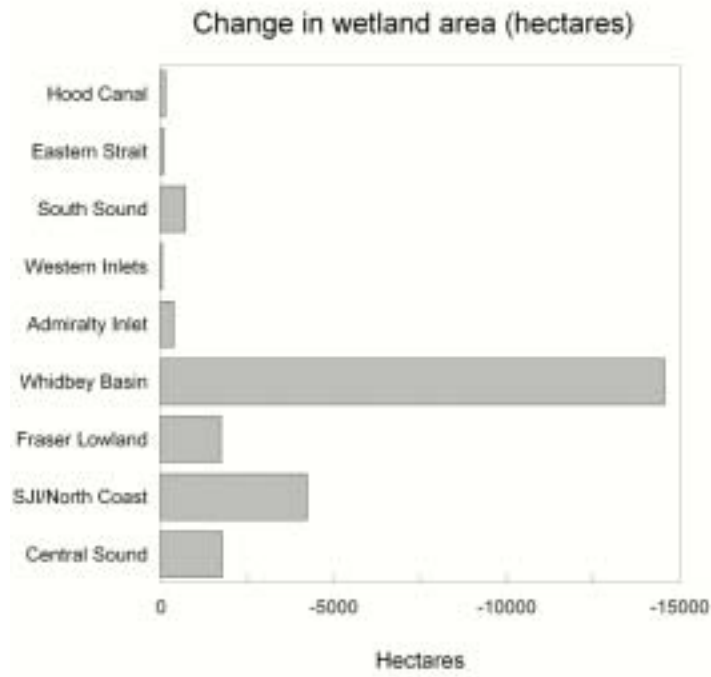 Change in wetland area (hectares)
Hood Canal
Eastern Strait
South Sound
Western Inlets
Admiralty Inlet
Whidbey Basin
Fraser Lowland
SJI/North Coast
Central Sound
0 -5000 -10000 -15000
Hectares